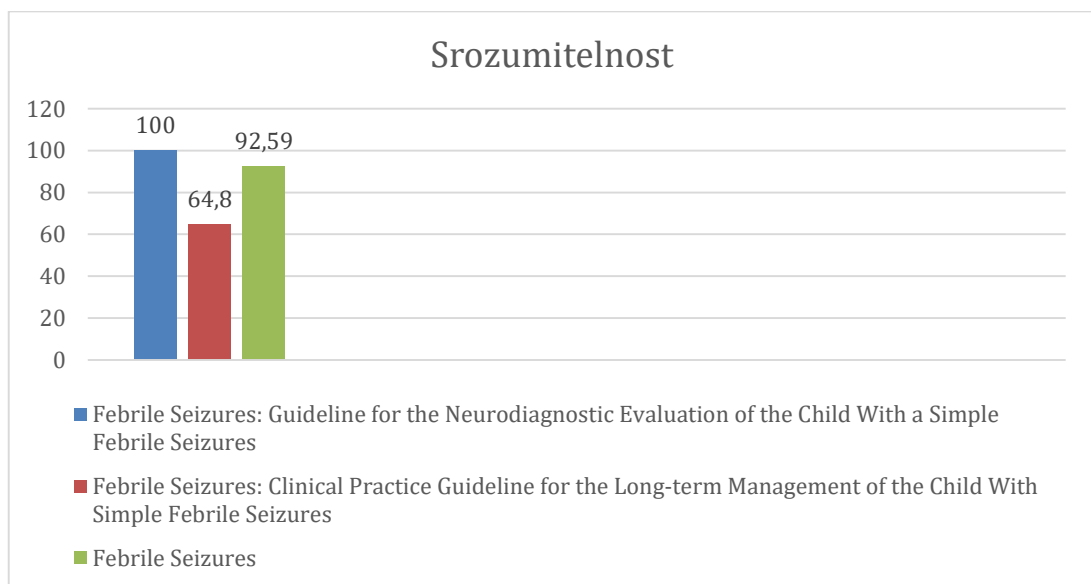 Srozumitelnost
120
100
80
60
40
20
0
100
64,8
92,59
Febrile Seizures: Guideline for the Neurodiagnostic Evaluation of the Child With a Simple
Febrile Seizures
Febrile Seizures: Clinical Practice Guideline for the Long-term Management of the Child With
Simple Febrile Seizures
Febrile Seizures